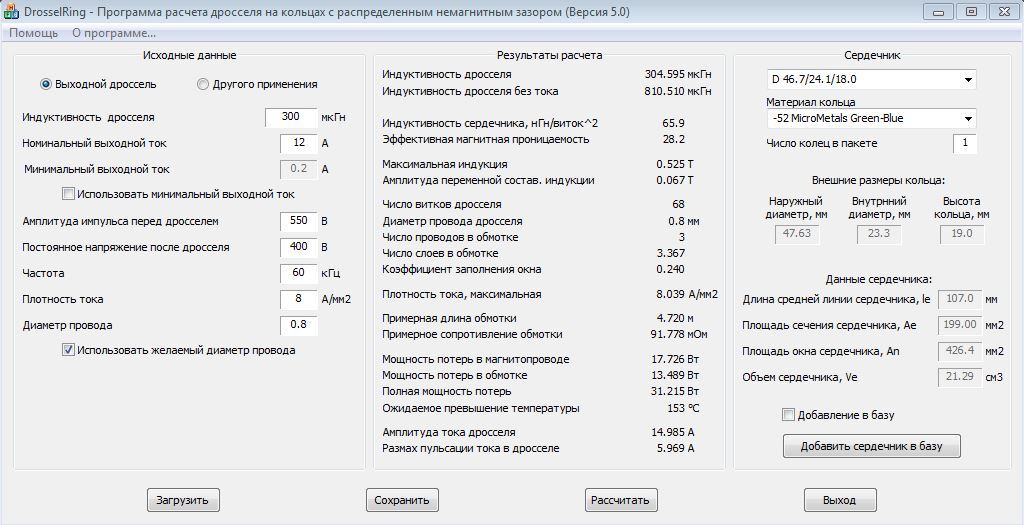 DrosselRing - Программа расчета дросселя на кольцах с распределенным немагнитным зазором (Версия 5.0)
Помощь О программе...
Исходные данные
Выходной дроссель Другого применения
Индуктивность дросселя 300 мкГн
Номинальный выходной ток 12 А
Минимальный выходной ток 0.2 А
Использовать минимальный выходной ток
Амплитуда импульса перед дросселем 550 В
Постоянное напряжение после дросселя 400 В
Частота 60 кГц
Плотность тока 8 А/мм2
Диаметр провода 0.8
Использовать желаемый диаметр провода
Результаты расчета
Индуктивность дросселя 304.595 мкГн
Индуктивность дросселя без тока 810.510 мкГн
Индуктивность сердечника, нГн/виток^2 65.9
Эффективная магнитная проницаемость 28.2
Максимальная индукция 0.525 Т
Амплитуда переменной состав. индукции 0.067 Т
Число витков дросселя 68
Диаметр провода дросселя 0.8 мм
Число проводов в обмотке 3
Число слоев в обмотке 3.367
Коэффициент заполнения окна 0.240
Плотность тока, максимальная 8.039 А/мм2
Примерная длина обмотки 4.720 м
Примерное сопротивление обмотки 91.778 мОм
Мощность потерь в магнитопроводе 17.726 Вт
Мощность потерь в обмотке 13.489 Вт
Полная мощность потерь 31.215 Вт
Ожидаемое превышение температуры 153 °C
Амплитуда тока дросселя 14.985 А
Размах пульсации тока в дросселе 5.969 А
Сердечник
D 46.7/24.1/18.0
Материал кольца
-52 MicroMetals Green-Blue
Число колец в пакете 1
Внешние размеры кольца:
Наружный Внутрнний Высота
диаметр, мм диаметр, мм кольца, мм
47.63 23.3 19.0
Данные сердечника:
Длина средней линии сердечника, le 107.0 мм
Площадь сечения сердечника, Ae 199.00 мм2
Площадь окна сердечника, An 426.4 мм2
Объем сердечника, Ve 21.29 см3
Добавление в базу
Добавить сердечник в базу
Загрузить Сохранить Рассчитать Выход